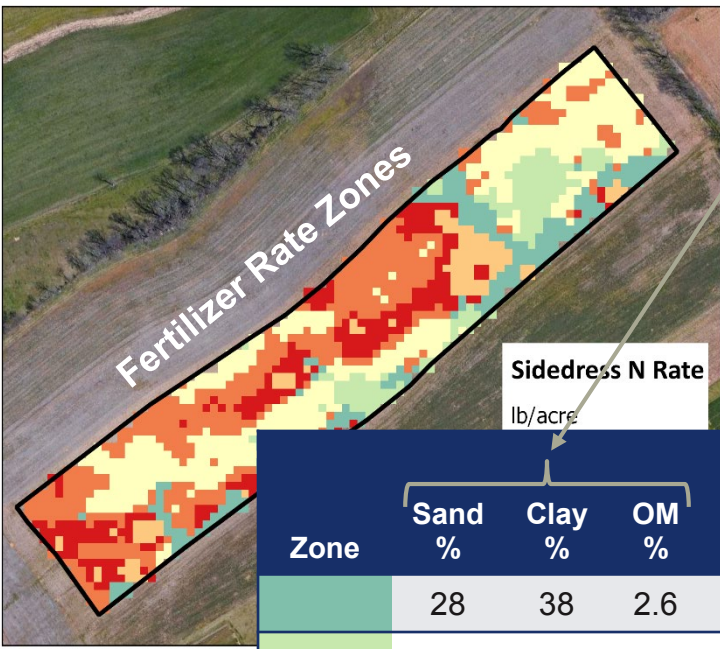 Fertilizer Rate Zones
Sidedress N Rate
lb/acre
Zone Sand % Clay % OM %
28 38 2.6